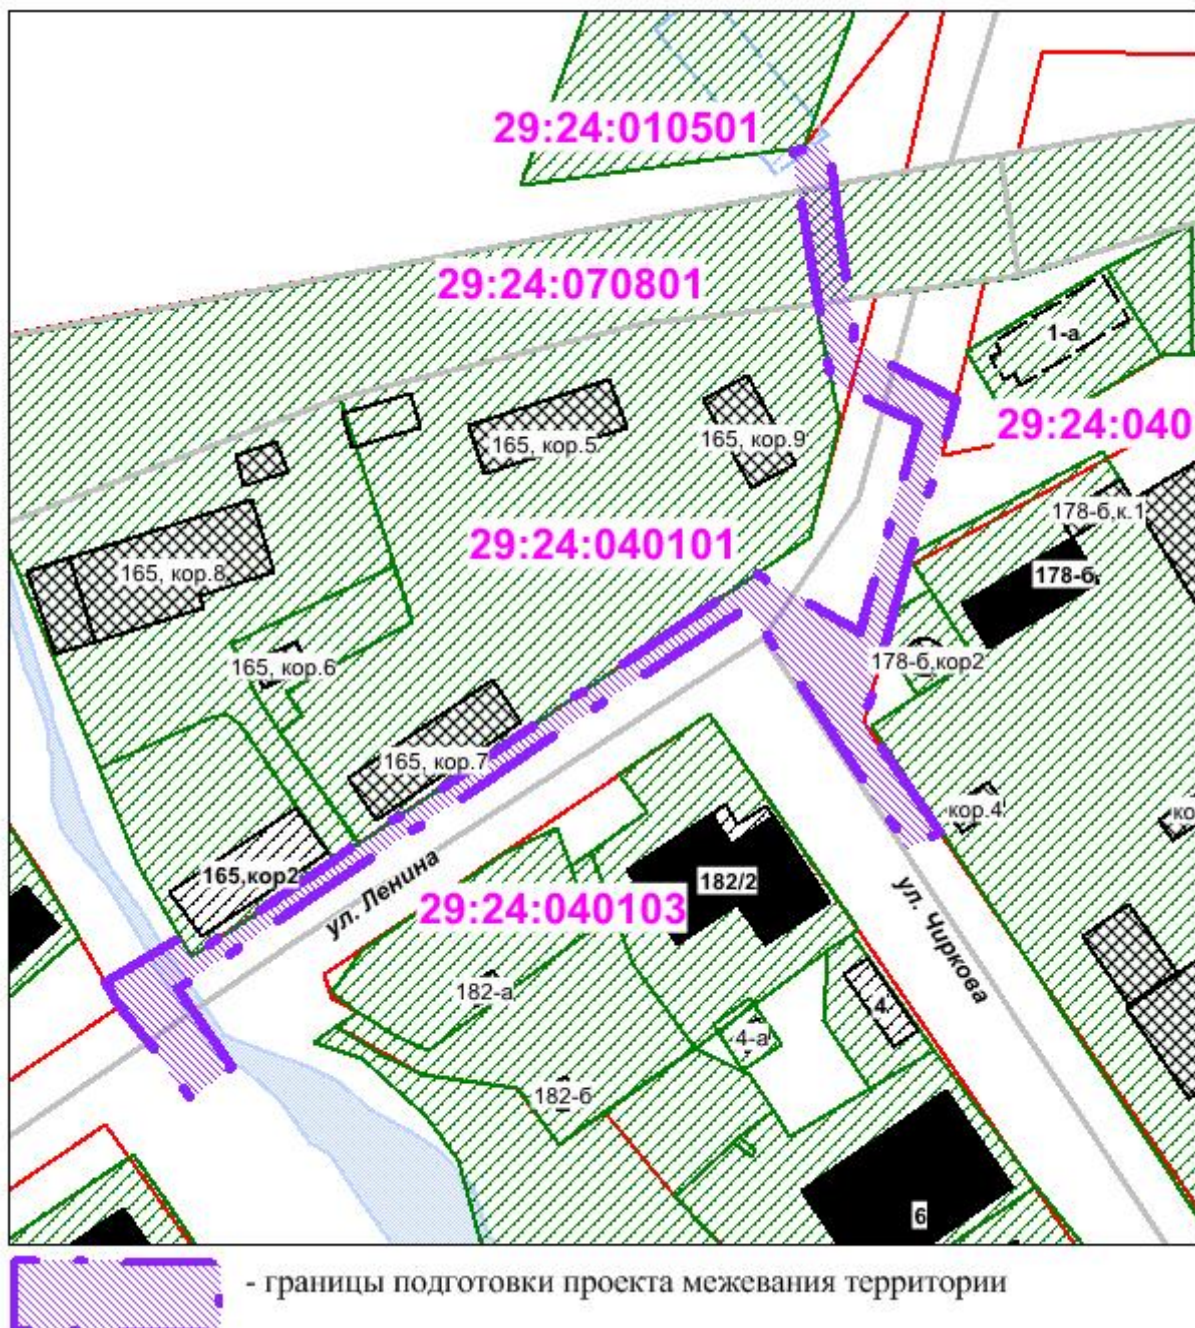 29:24:010501
29:24:070801
1-а
29:24:040
165, кор.5
165, кор.9
178-б,к.1
29:24:040101
165, кор.8
178-б,
165, кор.6
178-б,кор2
165, кор.7
кор.4
ко
165,кор2
182/2
ул. Ленина
29:24:040103
ул. Чиркова
182-а
4
4-а
182-б
6
- границы подготовки проекта межевания территории